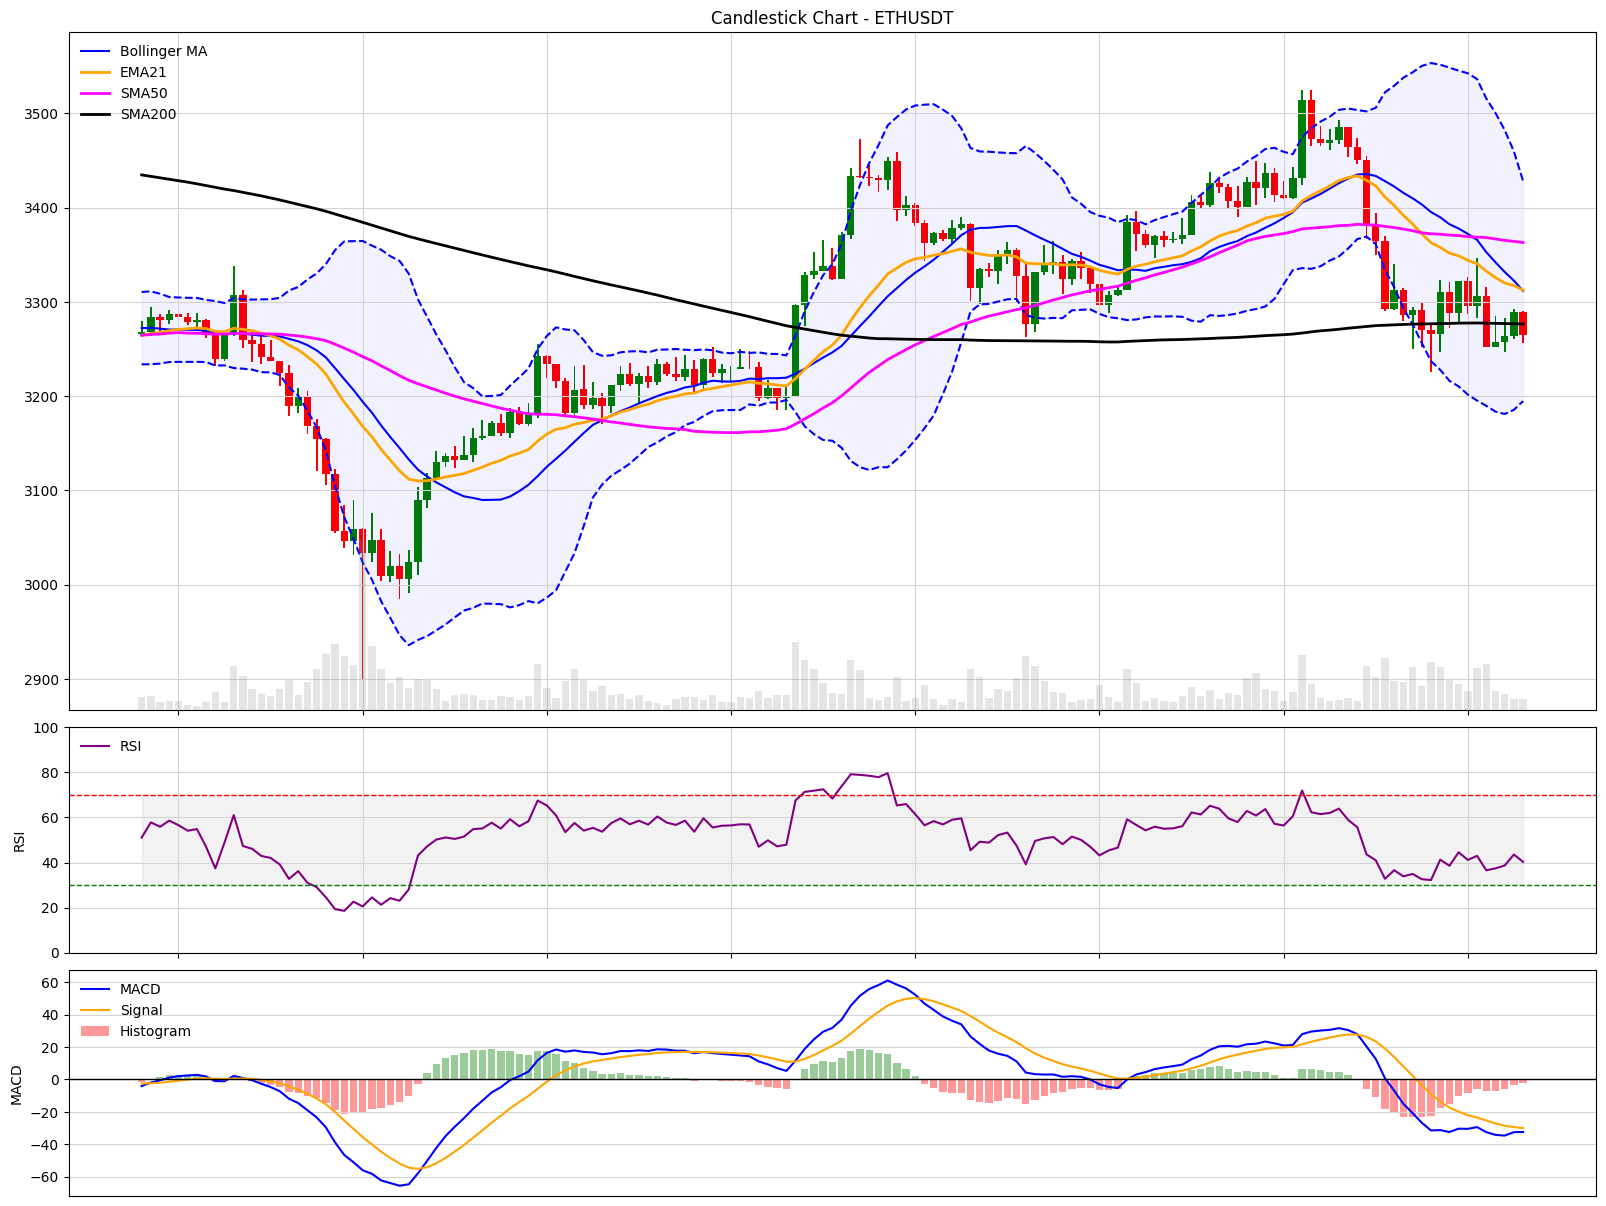 Candlestick Chart - ETHUSDT
Bollinger MA
EMA21
SMA50
SMA200
3500
3400
3300
3200
3100
3000
2900
RSI
100
80
60
40
20
0
RSI
MACD
Signal
Histogram
60
40
20
0
−20
−40
−60
MACD